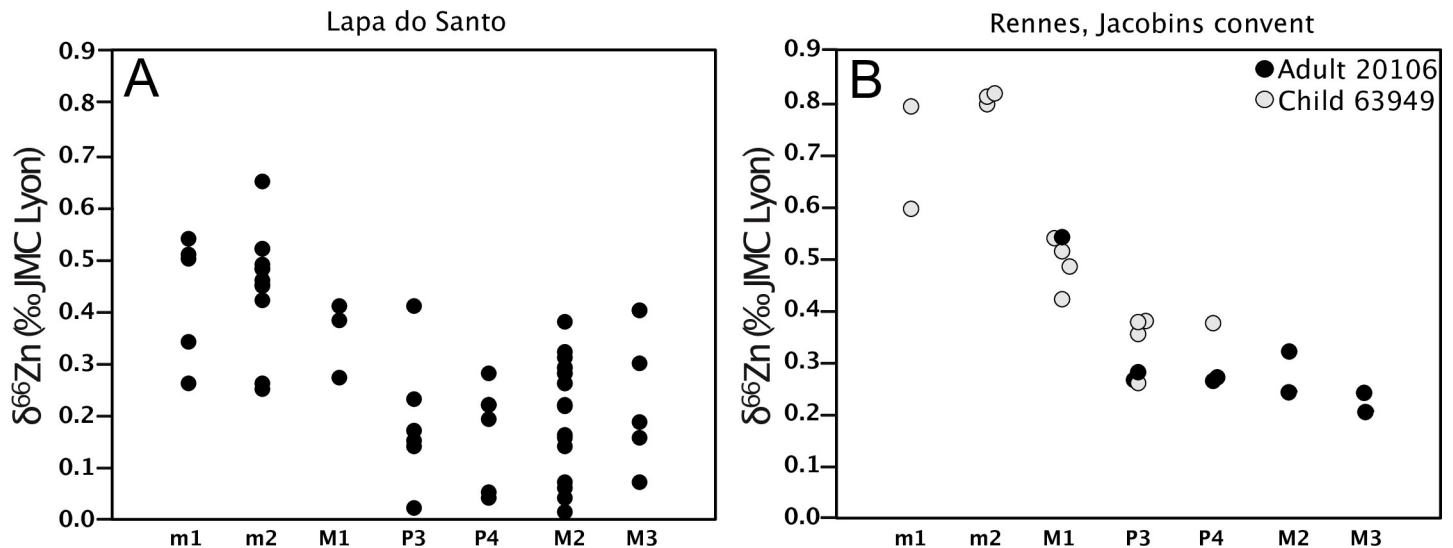 Lapa do Santo
A
δ66Zn (‰ JMC Lyon)
0.9
0.8
0.7
0.6
0.5
0.4
0.3
0.2
0.1
0.0
m1 m2 M1 P3 P4 M2 M3
Rennes, Jacobins convent
B
Adult 20106
Child 63949
δ66Zn (‰ JMC Lyon)
0.9
0.8
0.7
0.6
0.5
0.4
0.3
0.2
0.1
0.0
m1 m2 M1 P3 P4 M2 M3